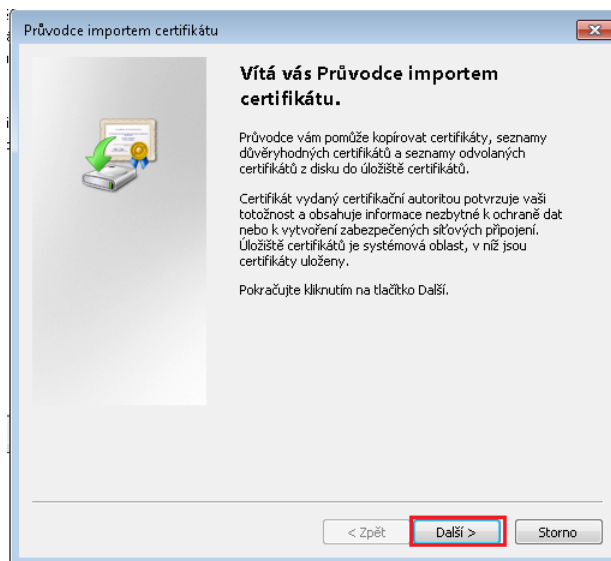 Průvodce importem certifikátu
Vítá vás Průvodce importem
certifikátu.
Průvodce vám pomůže kopírovat certifikáty, seznamy
důvěryhodných certifikátů a seznamy odvolaných
certifikátů z disku do úložiště certifikátů.
Certifikát vydaný certifikační autoritou potvrzuje vaši
totožnost a obsahuje informace nezbytné k ochraně dat
nebo k vytvoření zabezpečených síťových připojení.
Úložiště certifikátů je systémová oblast, v níž jsou
certifikáty uloženy.
Pokračujte kliknutím na tlačítko Další.
< Zpět Další > Storno